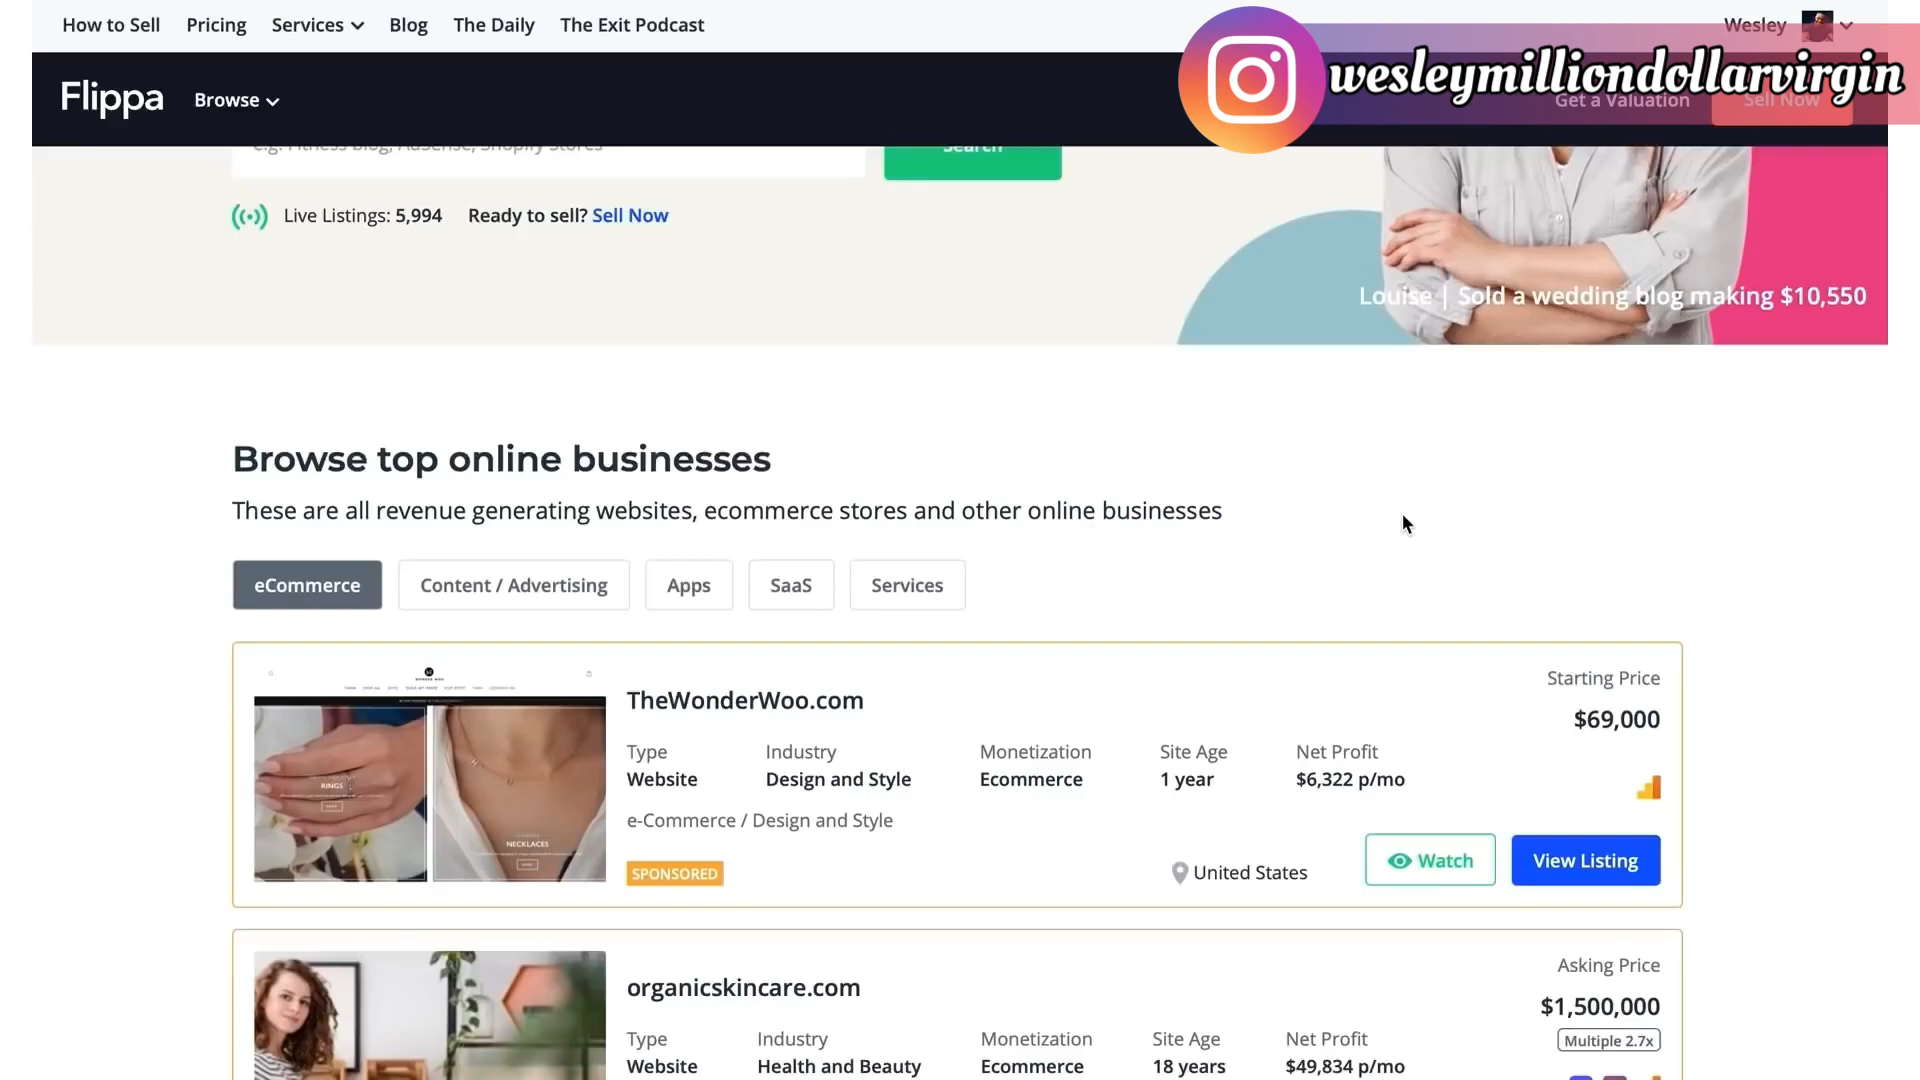 How to Sell Pricing Services Blog The Daily The Exit Podcast Wesley
wesleymilliondollarvirgin
Flippa Browse Get a Valuation Sell Now
e.g. Fitness blog, AdSense, Shopify Stores Search
Live Listings: 5,994 Ready to sell? Sell Now
Louise | Sold a wedding blog making $10,550
Browse top online businesses
These are all revenue generating websites, ecommerce stores and other online businesses
eCommerce Content / Advertising Apps SaaS Services
TheWonderWoo.com Starting Price
$69,000
Type Industry Monetization Site Age Net Profit
Website Design and Style Ecommerce 1 year $6,322 p/mo
e-Commerce / Design and Style
SPONSORED United States Watch View Listing
RINGS
NECKLACES
organicskincare.com Asking Price
$1,500,000
Multiple 2.7x
Type Industry Monetization Site Age Net Profit
Website Health and Beauty Ecommerce 18 years $49,834 p/mo